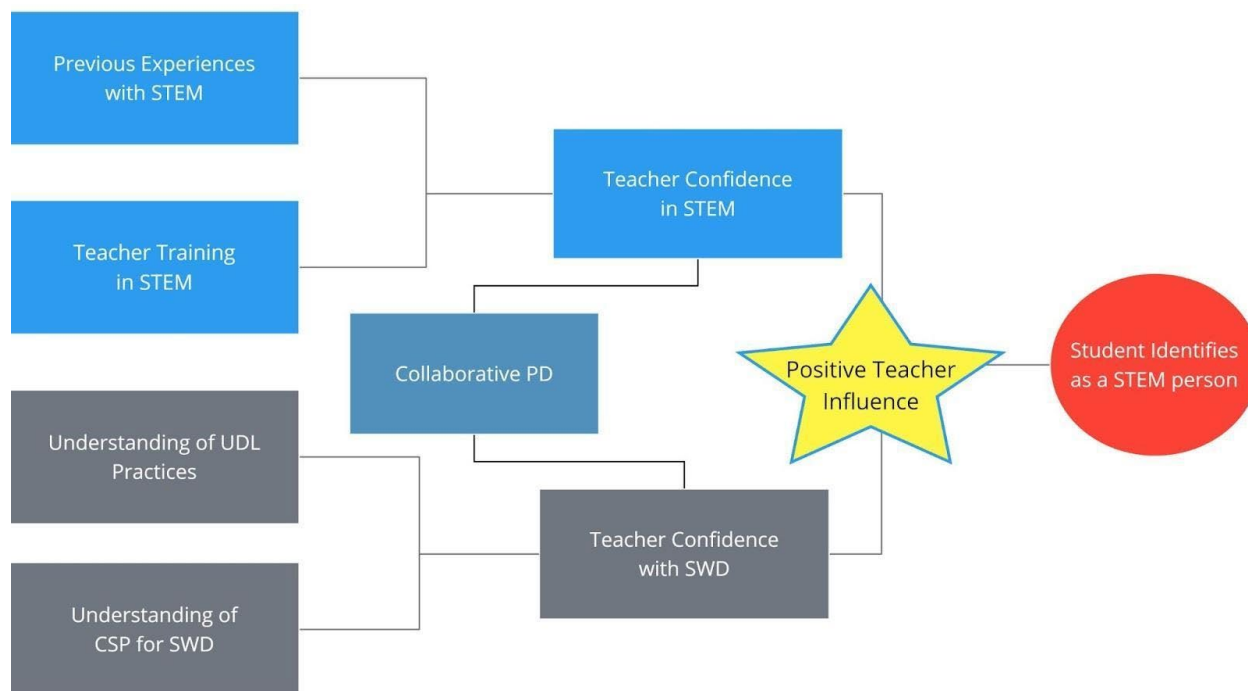 Previous Experiences
with STEM
Teacher Training
in STEM
Teacher Confidence
in STEM
Collaborative PD
Understanding of UDL
Practices
Understanding of
CSP for SWD
Teacher Confidence
with SWD
Positive Teacher
Influence
Student Identifies
as a STEM person